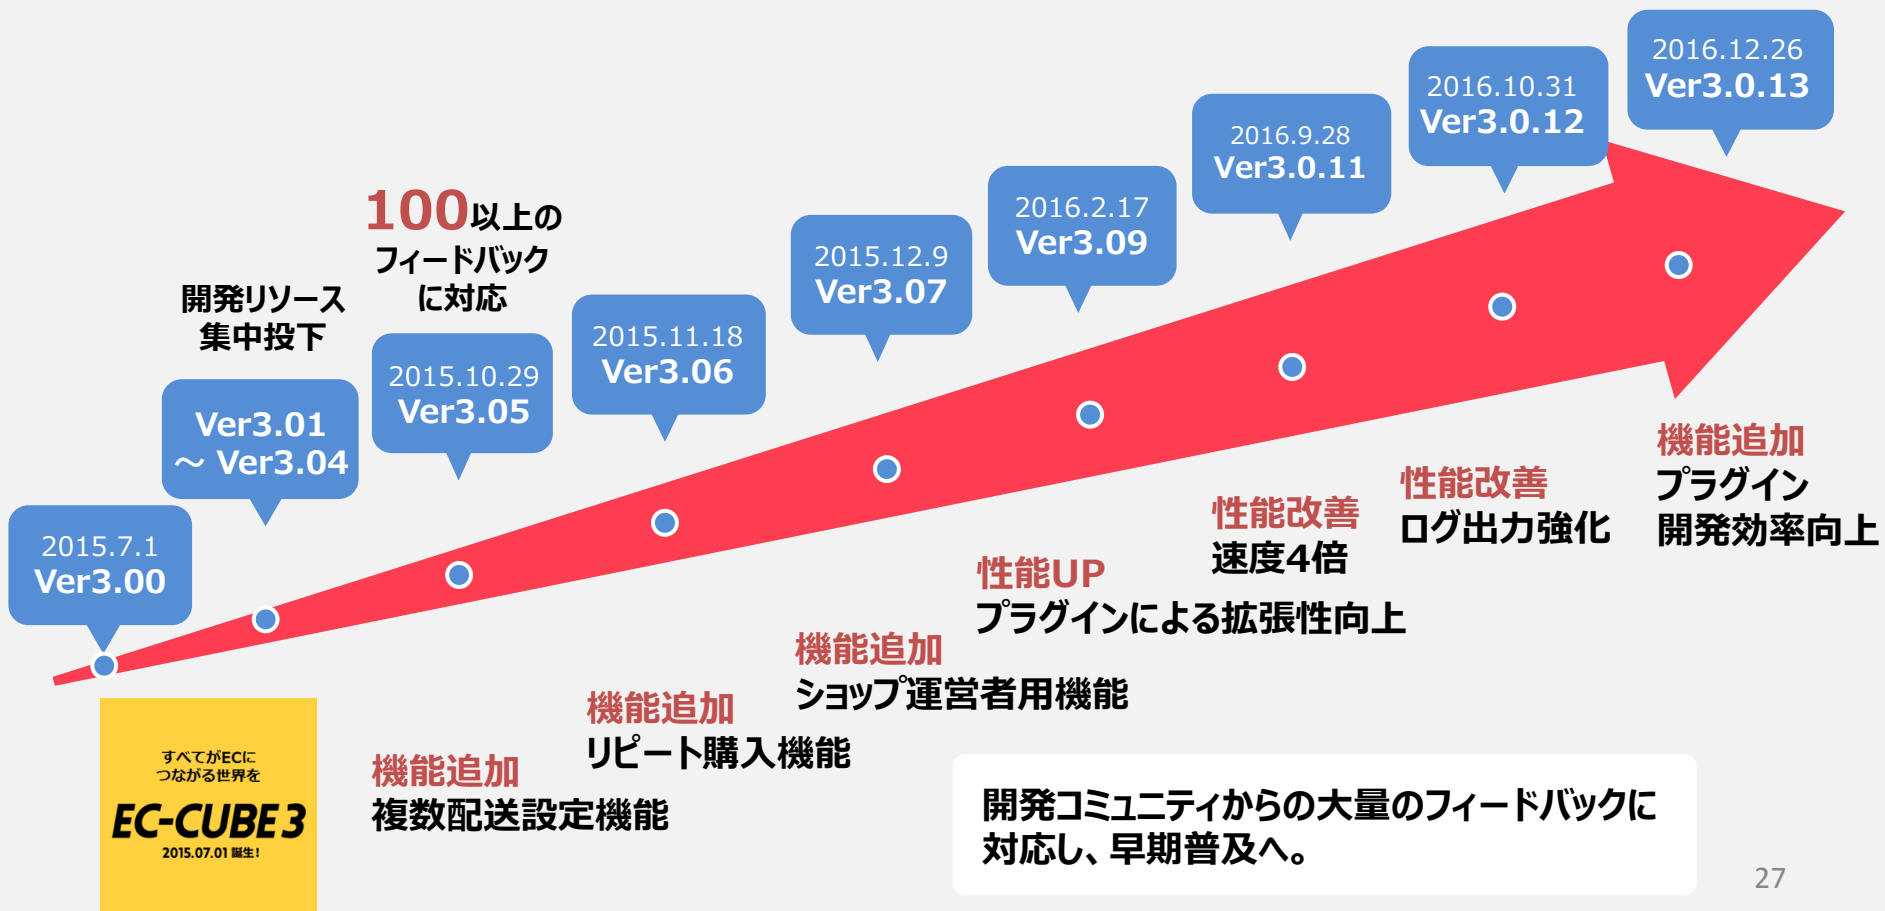 2015.7.1
Ver3.00
開発リソース
集中投下
Ver3.01
～ Ver3.04
100以上の
フィードバック
に対応
2015.10.29
Ver3.05
2015.11.18
Ver3.06
2015.12.9
Ver3.07
2016.2.17
Ver3.09
2016.9.28
Ver3.0.11
2016.10.31
Ver3.0.12
2016.12.26
Ver3.0.13
すべてがECに
つながる世界を
EC-CUBE3
2015.07.01 誕生!
機能追加
複数配送設定機能
機能追加
リピート購入機能
機能追加
ショップ運営者用機能
性能UP
プラグインによる拡張性向上
性能改善
速度4倍
性能改善
ログ出力強化
機能追加
プラグイン
開発効率向上
開発コミュニティからの大量のフィードバックに
対応し、早期普及へ。
27